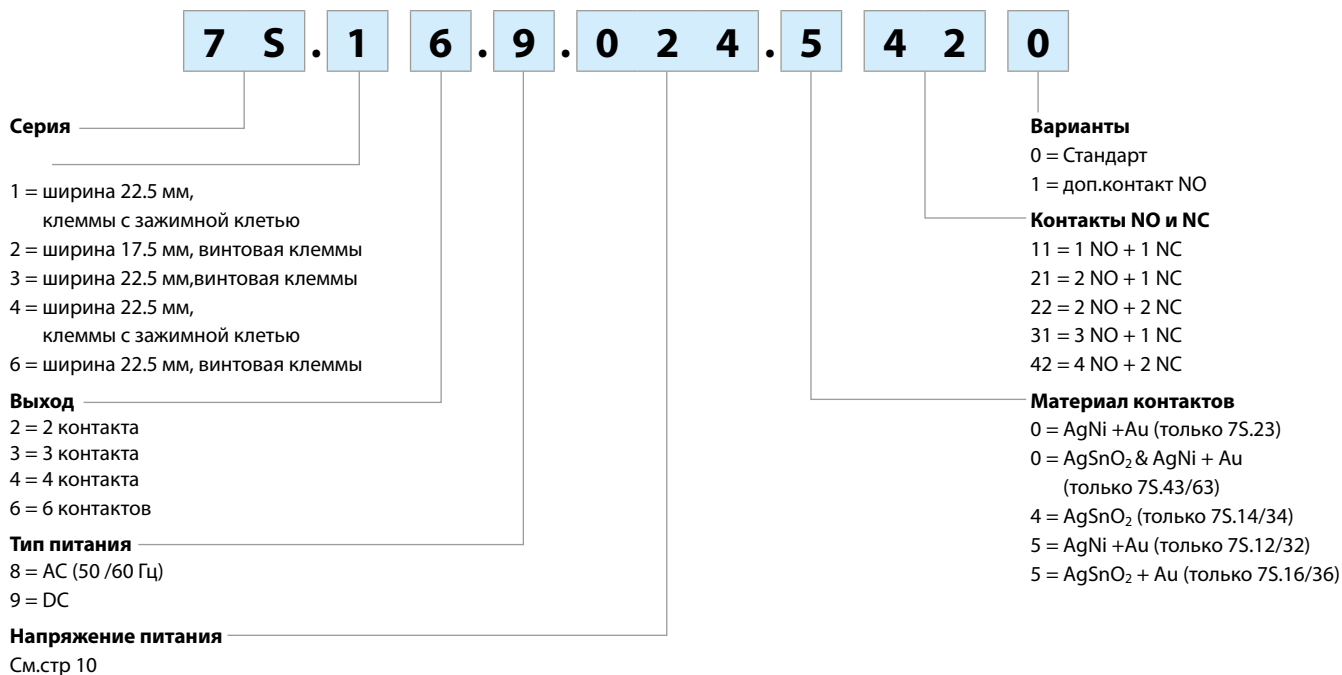 7 S . 1 6 . 9 . 0 2 4 . 5 4 2 0
Серия
1 = ширина 22.5 мм,
клеммы с зажимной клетью
2 = ширина 17.5 мм, винтовая клеммы
3 = ширина 22.5 мм,винтовая клеммы
4 = ширина 22.5 мм,
клеммы с зажимной клетью
6 = ширина 22.5 мм, винтовая клеммы
Выход
2 = 2 контакта
3 = 3 контакта
4 = 4 контакта
6 = 6 контактов
Тип питания
8 = AC (50 /60 Гц)
9 = DC
Напряжение питания
См.стр 10
Варианты
0 = Стандарт
1 = доп.контакт NO
Контакты NO и NC
11 = 1 NO + 1 NC
21 = 2 NO + 1 NC
22 = 2 NO + 2 NC
31 = 3 NO + 1 NC
42 = 4 NO + 2 NC
Материал контактов
0 = AgNi +Au (только 7S.23)
0 = AgSnO₂ & AgNi + Au
(только 7S.43/63)
4 = AgSnO₂ (только 7S.14/34)
5 = AgNi +Au (только 7S.12/32)
5 = AgSnO₂ + Au (только 7S.16/36)